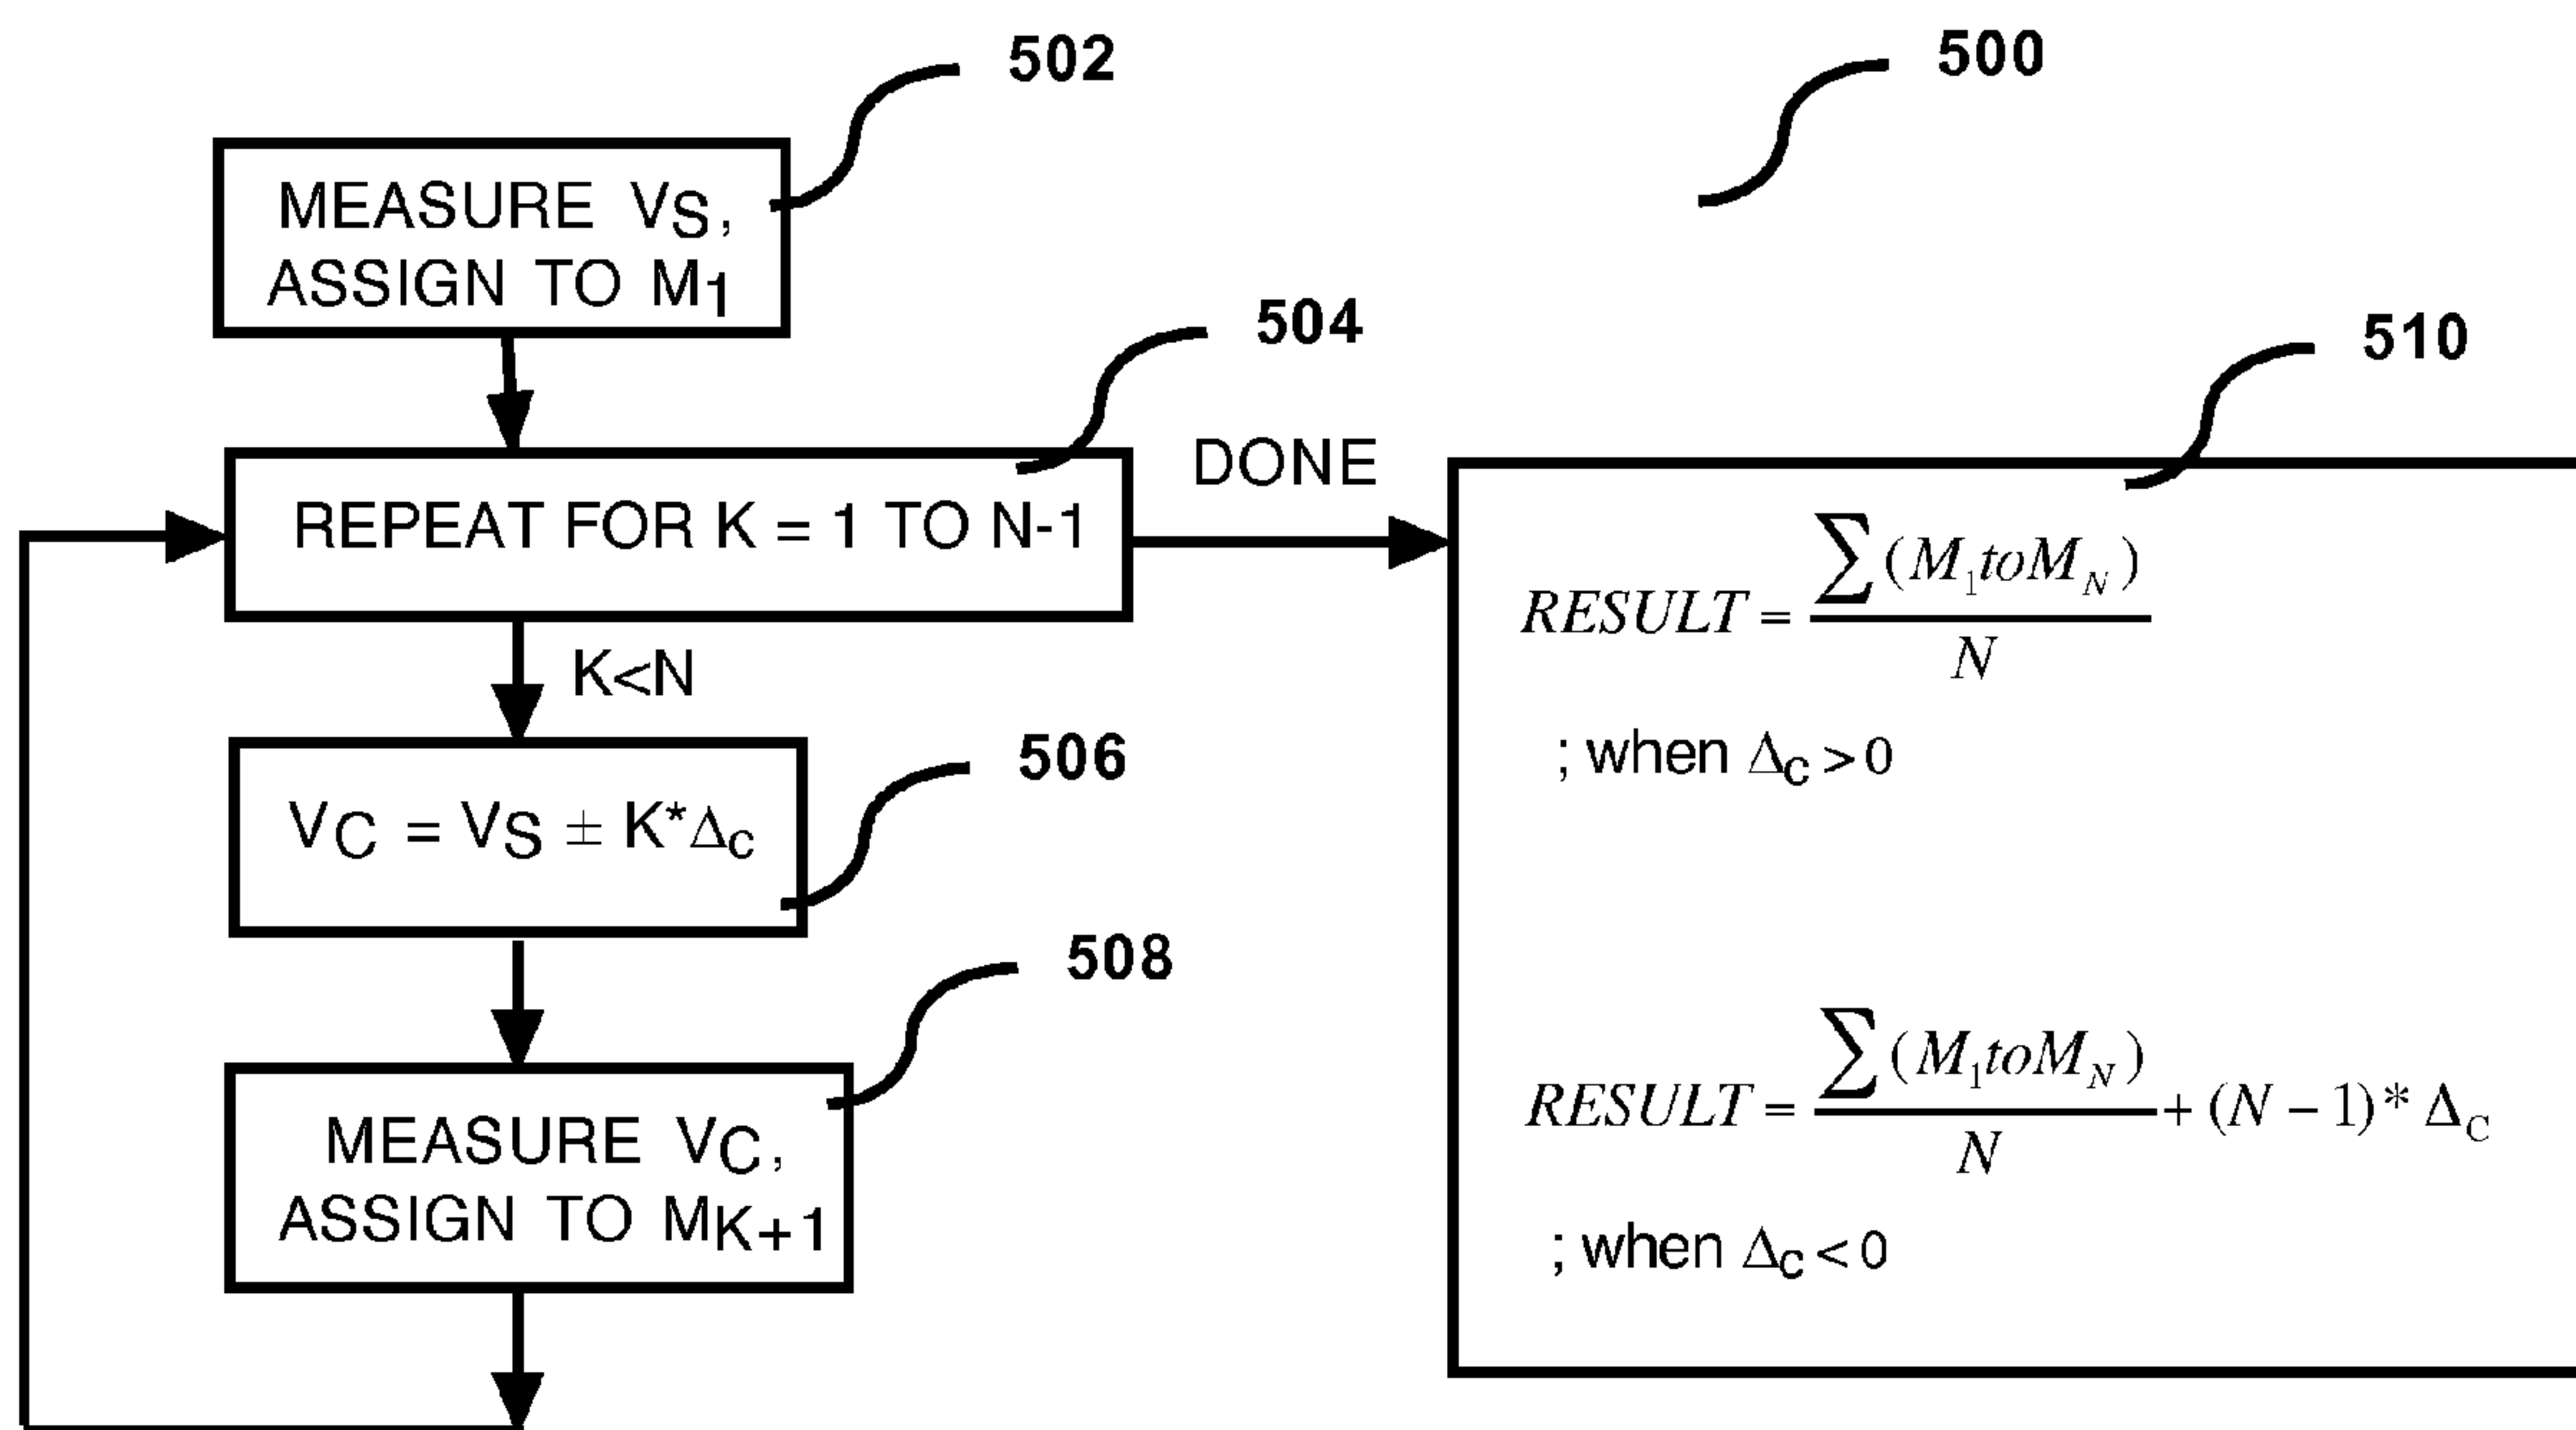 502
500
MEASURE VS,
ASSIGN TO M1
504
510
DONE
REPEAT FOR K = 1 TO N-1
K<N
506
VC = VS ± K*ΔC
508
MEASURE VC,
ASSIGN TO MK+1
RESULT = ∑(M1toMN)
N
; when ΔC > 0
RESULT = ∑(M1toMN) + (N − 1)* ΔC
N
; when ΔC < 0